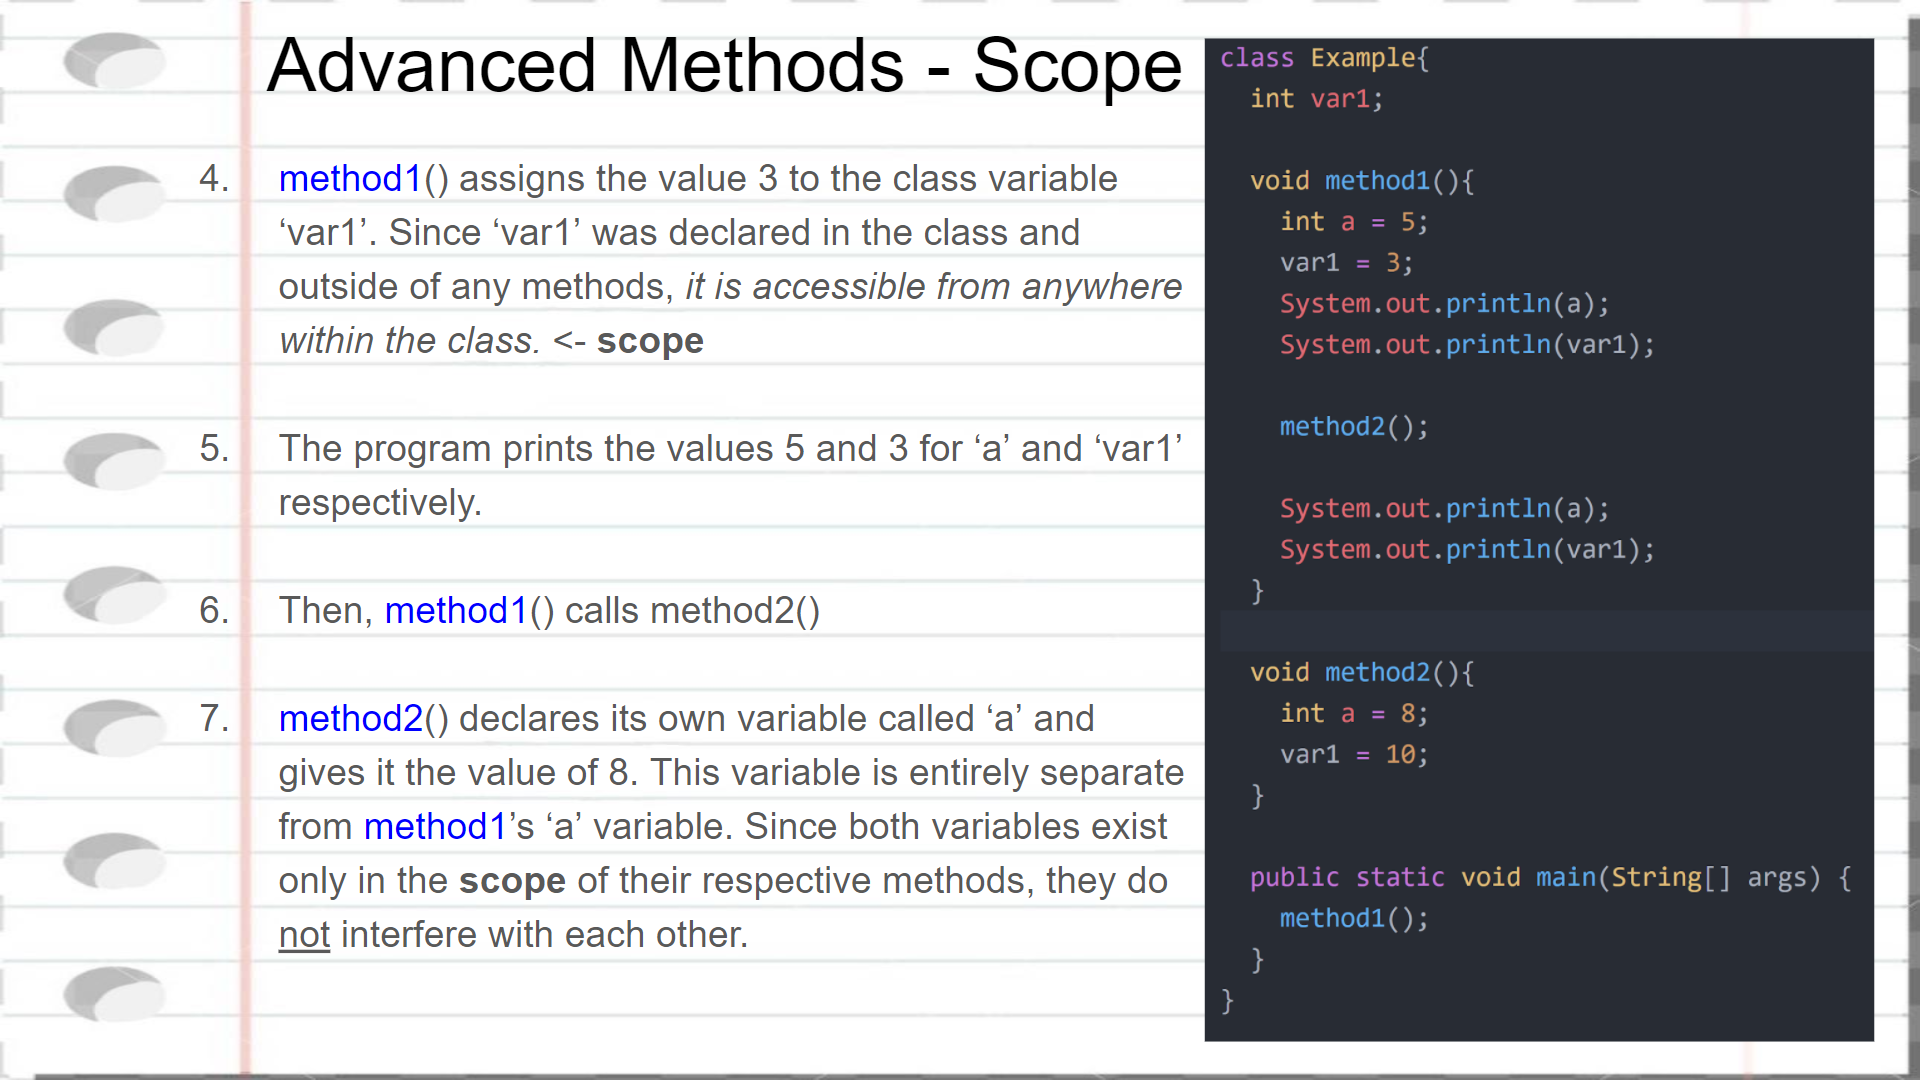 Advanced Methods - Scope
4. method1() assigns the value 3 to the class variable
‘var1’. Since ‘var1’ was declared in the class and
outside of any methods, it is accessible from anywhere
within the class. <- scope
5. The program prints the values 5 and 3 for ‘a’ and ‘var1’
respectively.
6. Then, method1() calls method2()
7. method2() declares its own variable called ‘a’ and
gives it the value of 8. This variable is entirely separate
from method1’s ‘a’ variable. Since both variables exist
only in the scope of their respective methods, they do
not interfere with each other.
class Example{
int var1;
void method1(){
int a = 5;
var1 = 3;
System.out.println(a);
System.out.println(var1);
method2();
System.out.println(a);
System.out.println(var1);
}
void method2(){
int a = 8;
var1 = 10;
}
public static void main(String[] args) {
method1();
}
}